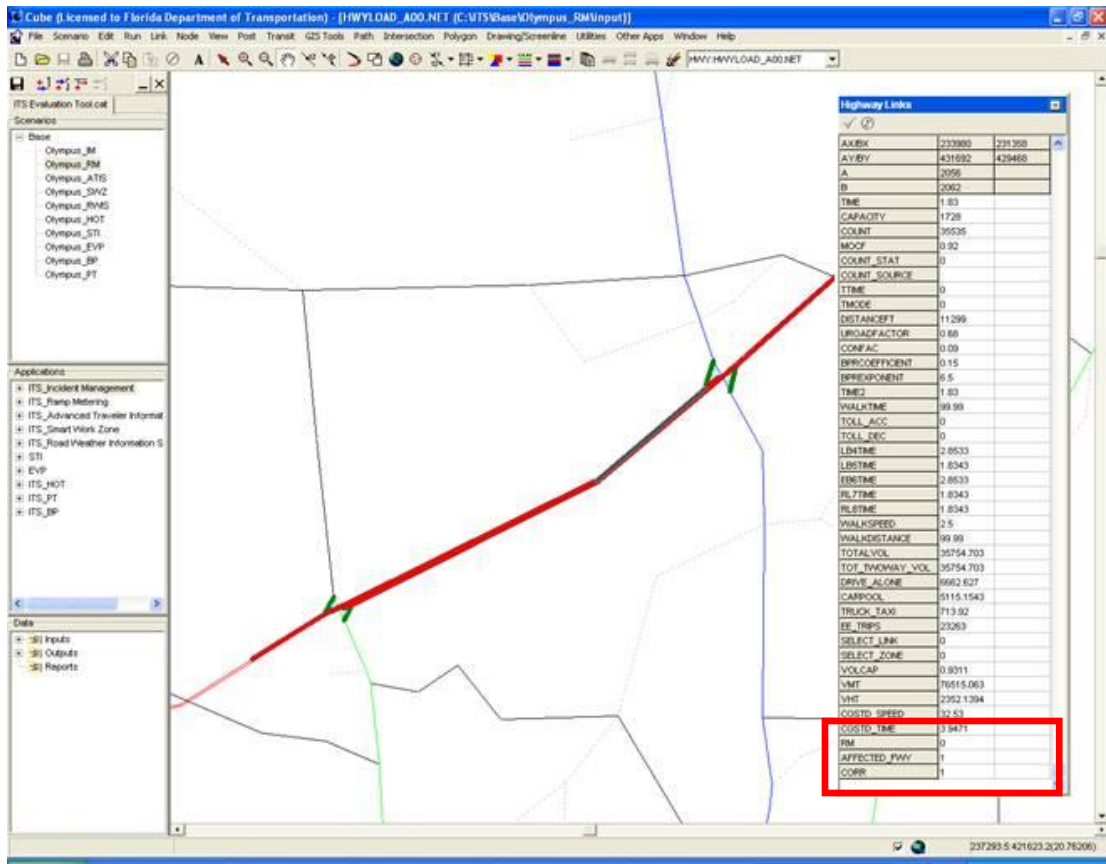 Cube (Licensed to Florida Department of Transportation) - [HWYLOAD_A00.NET (C:\ITS\Base\Olympus_RM\Input)]
File Scenario Edit Run Link Node View Post Transit GIS Tools Path Intersection Polygon Drawing/Screenline Utilities Other Apps Window Help
HWY:HWYLOAD_A00.NET
ITS Evaluation Tool.cat
Scenarios
Base
Olympus_IM
Olympus_RM
Olympus_ATIS
Olympus_SWZ
Olympus_RWIS
Olympus_HOT
Olympus_STI
Olympus_EVP
Olympus_BP
Olympus_PT
Applications
ITS_Incident Management
ITS_Ramp Metering
ITS_Advanced Traveler Informat
ITS_Smart Work Zone
ITS_Road Weather Information S
STI
EVP
ITS_HOT
ITS_PT
ITS_BP
Data
Inputs
Outputs
Reports
Highway Links
AX/BX 233980 231358
AY/BY 431692 429468
A 2056
B 2062
TIME 1.83
CAPACITY 1728
COUNT 35535
MOCF 0.92
COUNT_STAT 0
COUNT_SOURCE
TTIME 0
TMODE 0
DISTANCEFT 11299
UROADFACTOR 0.68
CONFAC 0.09
BPRCOEFFICIENT 0.15
BPREXPONENT 6.5
TIME2 1.83
WALKTIME 99.99
TOLL_ACC 0
TOLL_DEC 0
LB4TIME 2.8533
LB5TIME 1.8343
EB6TIME 2.8533
RL7TIME 1.8343
RL8TIME 1.8343
WALKSPEED 2.5
WALKDISTANCE 99.99
TOTALVOL 35754.703
TOT_TWOWAY_VOL 35754.703
DRIVE_ALONE 6662.627
CARPOOL 5115.1543
TRUCK_TAXI 713.92
EE_TRIPS 23263
SELECT_LINK 0
SELECT_ZONE 0
VOLCAP 0.9311
VMT 76515.063
VHT 2352.1394
COSTD_SPEED 32.53
COSTD_TIME 3.9471
RM 0
AFFECTED_FWY 1
CORR 1
237293.5:421623.2(20.76206)